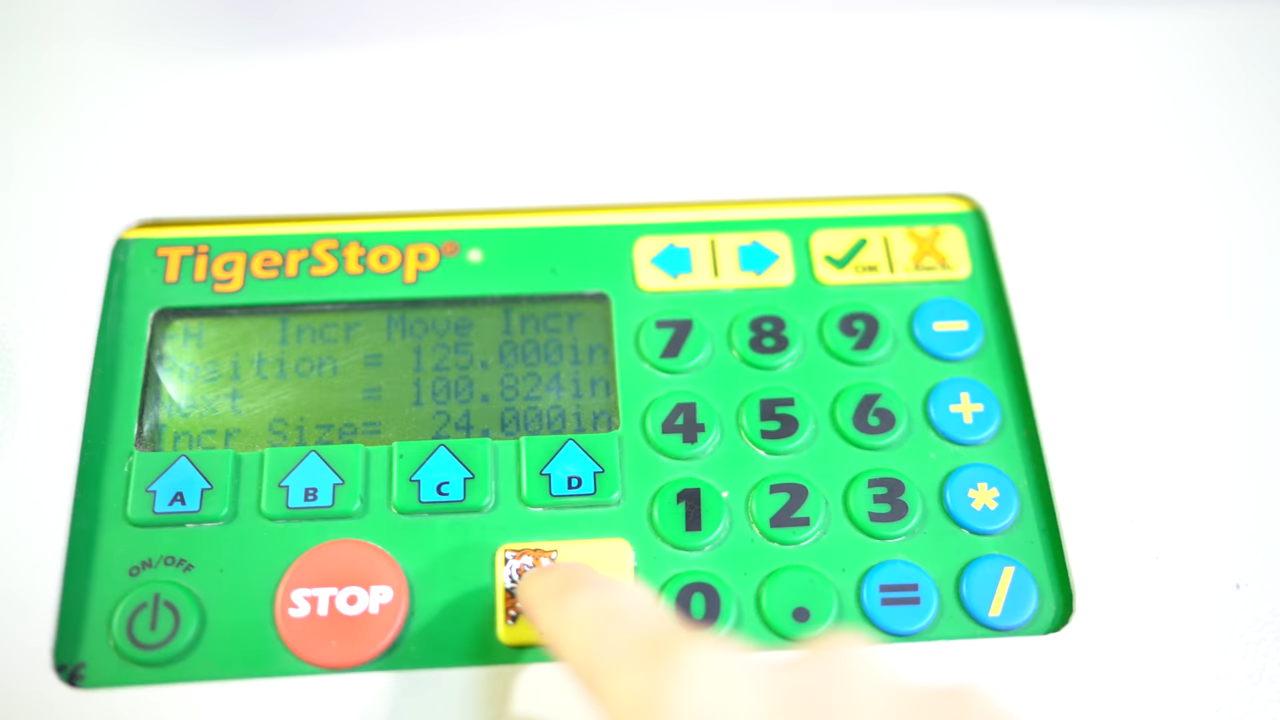 TigerStop®
-H Incr Move Incr
Position = 125.000in
Next = 100.824in
Incr Size= 24.000in
A B C D
ON/OFF
STOP
7 8 9 -
4 5 6 +
1 2 3 *
0 . = /
CE